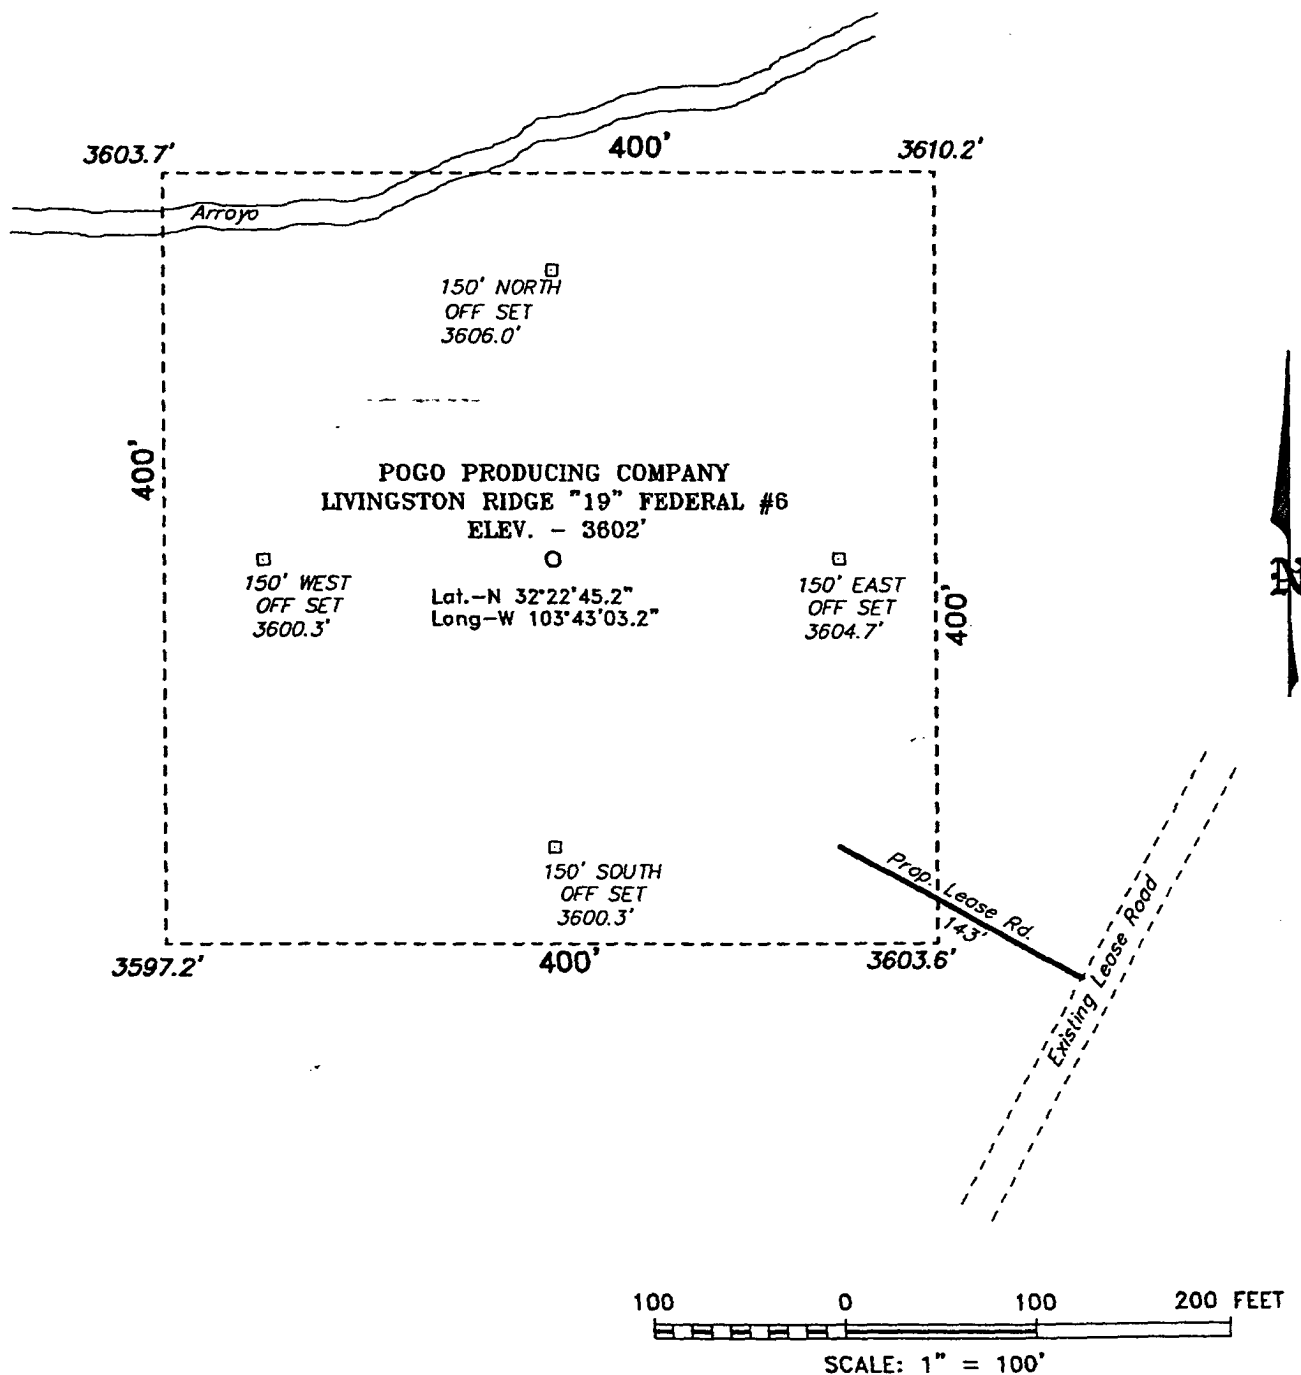 3603.7'
400'
3610.2'
Arroyo
150' NORTH
OFF SET
3606.0'
400'
POGO PRODUCING COMPANY
LIVINGSTON RIDGE "19" FEDERAL #6
ELEV. - 3602'
150' WEST
OFF SET
3600.3'
Lat.-N 32°22'45.2"
Long-W 103°43'03.2"
150' EAST
OFF SET
3604.7'
400'
N
150' SOUTH
OFF SET
3600.3'
Prop. Lease Rd.
143'
Existing Lease Road
3597.2'
400'
3603.6'
100 0 100 200 FEET
SCALE: 1" = 100'